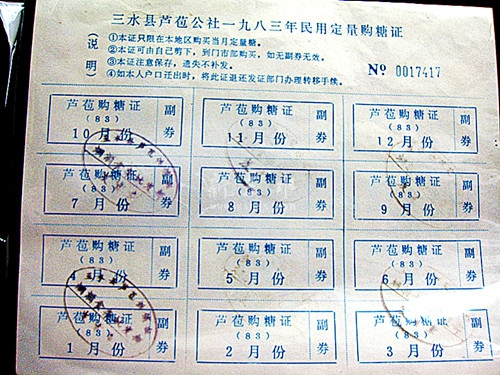 三水县芦苞公社一九八三年民用定量购糖证
(说明)
①本证只限在本地区购买当月定量糖。
②本证可由自己剪下，到门市部购买，如无副券无效。
③本证注意保存，遗失不补发。
④如本人户口迁出时，将此证退还发证部门办理转移手续。
Nº 0017417
芦苞购糖证
(83)
10月份
副券
芦苞购糖证
(83)
11月份
副券
芦苞购糖证
(83)
12月份
副券
芦苞购糖证
(83)
7月份
副券
芦苞购糖证
(83)
8月份
副券
芦苞购糖证
(83)
9月份
副券
芦苞购糖证
(83)
4月份
副券
芦苞购糖证
(83)
5月份
副券
芦苞购糖证
(83)
6月份
副券
芦苞购糖证
(83)
1月份
副券
芦苞购糖证
(83)
2月份
副券
芦苞购糖证
(83)
3月份
副券